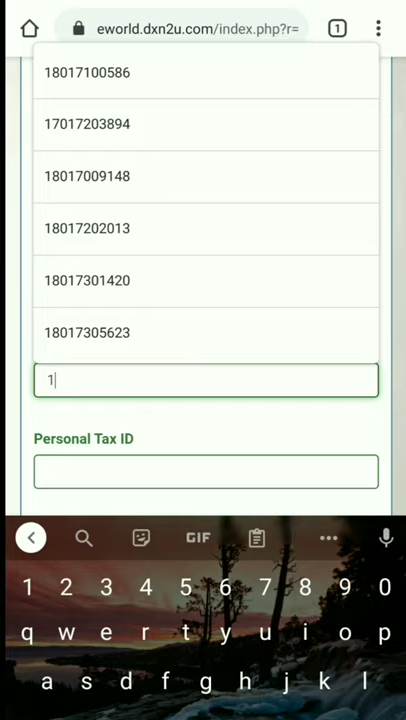 eworld.dxn2u.com/index.php?r=
1
18017100586
17017203894
18017009148
18017202013
18017301420
18017305623
1
Personal Tax ID
GIF
1 2 3 4 5 6 7 8 9 0
q w e r t y u i o p
a s d f g h j k l